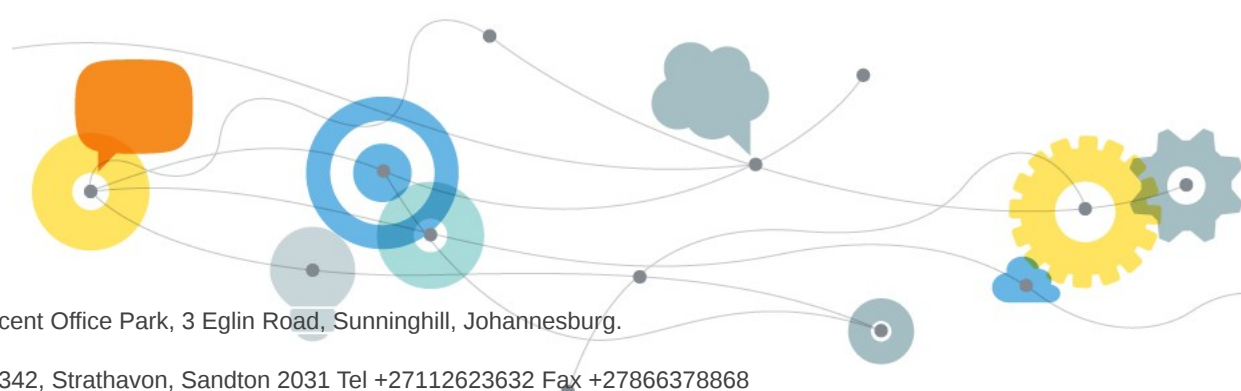 cent Office Park, 3 Eglin Road, Sunninghill, Johannesburg.
342, Strathavon, Sandton 2031 Tel +27112623632 Fax +27866378868